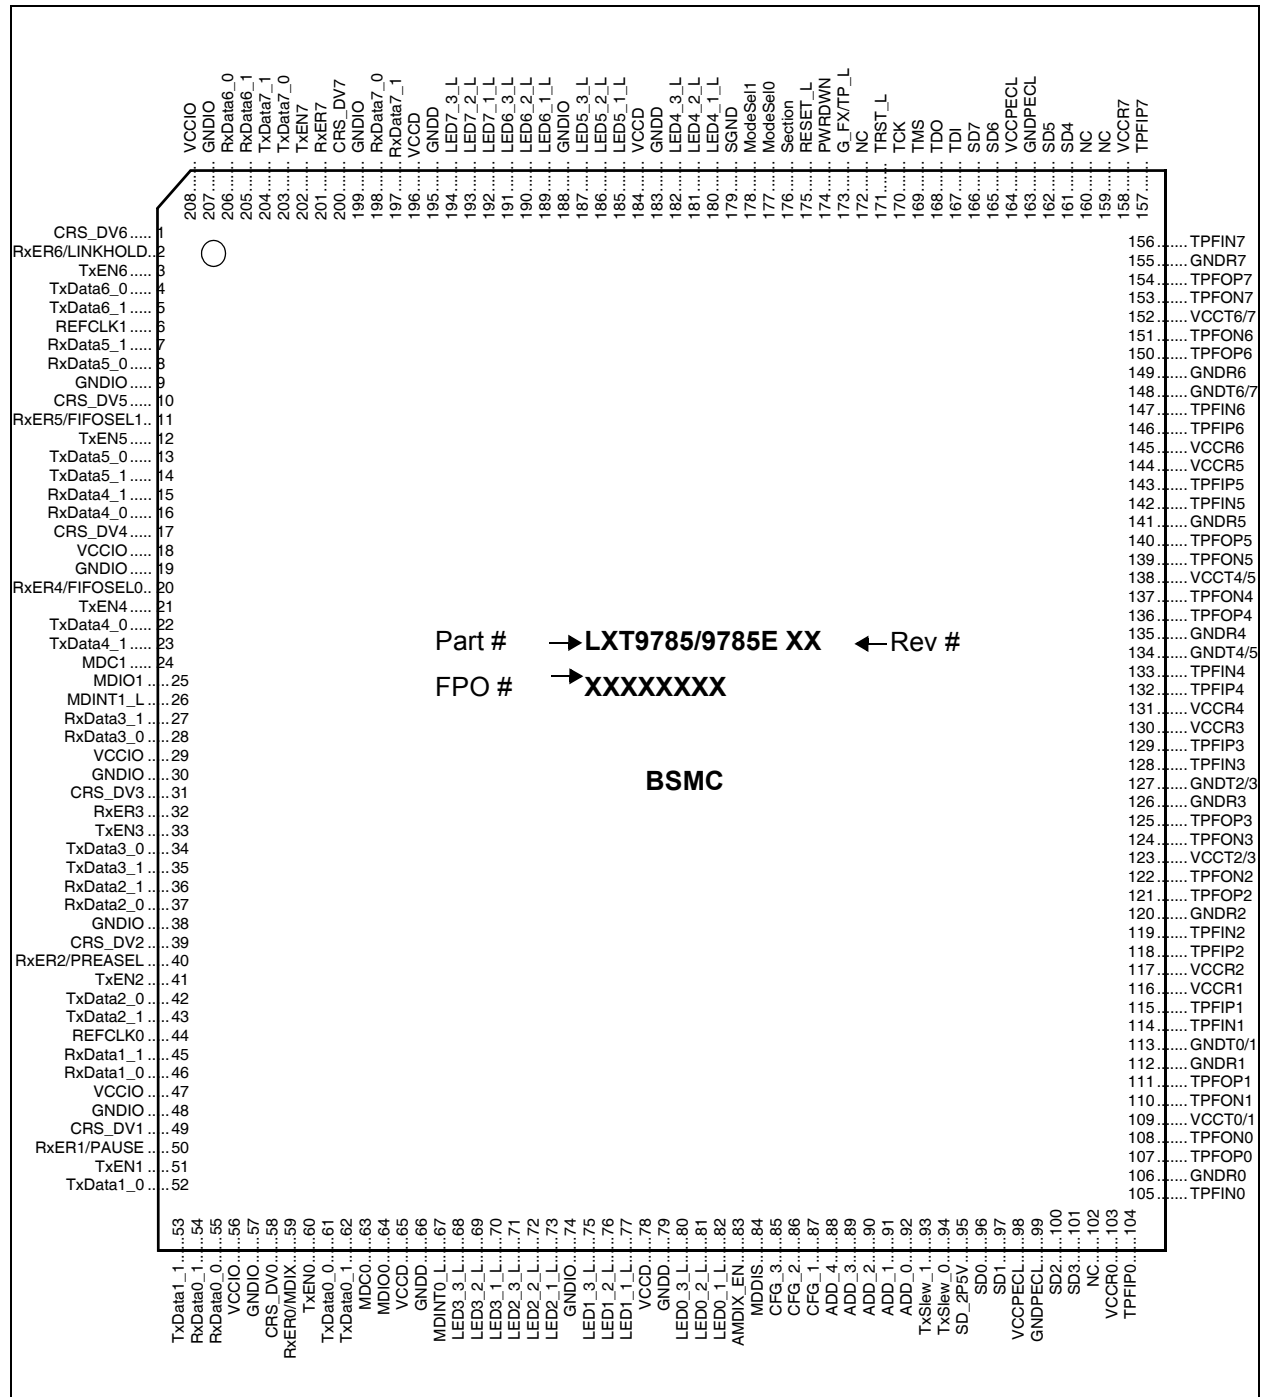 208....... VCCIO
207....... GNDIO
206....... RxData6_0
205....... RxData6_1
204....... TxData7_1
203....... TxData7_0
202....... TxEN7
201....... RxER7
200....... CRS_DV7
199....... GNDIO
198....... RxData7_0
197....... RxData7_1
196....... VCCD
195....... GNDD
194....... LED7_3_L
193....... LED7_2_L
192....... LED7_1_L
191....... LED6_3_L
190....... LED6_2_L
189....... LED6_1_L
188....... GNDIO
187....... LED5_3_L
186....... LED5_2_L
185....... LED5_1_L
184....... VCCD
183....... GNDD
182....... LED4_3_L
181....... LED4_2_L
180....... LED4_1_L
179....... SGND
178....... ModeSel1
177....... ModeSel0
176....... Section
175....... RESET_L
174....... PWRDWN
173....... G_FX/TP_L
172....... NC
171....... TRST_L
170....... TCK
169....... TMS
168....... TDO
167....... TDI
166....... SD7
165....... SD6
164....... VCCPECL
163....... GNDPECL
162....... SD5
161....... SD4
160....... NC
159....... NC
158....... VCCR7
157....... TPFIP7
CRS_DV6..... 1
RxER6/LINKHOLD.. 2
TxEN6..... 3
TxData6_0..... 4
TxData6_1..... 5
REFCLK1..... 6
RxData5_1..... 7
RxData5_0..... 8
GNDIO..... 9
CRS_DV5..... 10
RxER5/FIFOSEL1.. 11
TxEN5..... 12
TxData5_0..... 13
TxData5_1..... 14
RxData4_1..... 15
RxData4_0..... 16
CRS_DV4..... 17
VCCIO..... 18
GNDIO..... 19
RxER4/FIFOSEL0.. 20
TxEN4..... 21
TxData4_0..... 22
TxData4_1..... 23
MDC1..... 24
MDIO1.....25
MDINT1_L.....26
RxData3_1.....27
RxData3_0.....28
VCCIO.....29
GNDIO.....30
CRS_DV3.....31
RxER3.....32
TxEN3.....33
TxData3_0.....34
TxData3_1.....35
RxData2_1.....36
RxData2_0.....37
GNDIO.....38
CRS_DV2.....39
RxER2/PREASEL.....40
TxEN2.....41
TxData2_0.....42
TxData2_1.....43
REFCLK0.....44
RxData1_1.....45
RxData1_0.....46
VCCIO.....47
GNDIO.....48
CRS_DV1.....49
RxER1/PAUSE.....50
TxEN1.....51
TxData1_0.....52
Part # LXT9785/9785E XX Rev #
FPO # XXXXXXXX
BSMC
156.......TPFIN7
155.......GNDR7
154.......TPFOP7
153.......TPFON7
152.......VCCT6/7
151.......TPFON6
150.......TPFOP6
149.......GNDR6
148.......GNDT6/7
147.......TPFIN6
146.......TPFIP6
145.......VCCR6
144.......VCCR5
143.......TPFIP5
142.......TPFIN5
141.......GNDR5
140.......TPFOP5
139.......TPFON5
138.......VCCT4/5
137.......TPFON4
136.......TPFOP4
135.......GNDR4
134.......GNDT4/5
133.......TPFIN4
132.......TPFIP4
131.......VCCR4
130.......VCCR3
129.......TPFIP3
128.......TPFIN3
127.......GNDT2/3
126.......GNDR3
125.......TPFOP3
124.......TPFON3
123.......VCCT2/3
122.......TPFON2
121.......TPFOP2
120.......GNDR2
119.......TPFIN2
118.......TPFIP2
117.......VCCR2
116.......VCCR1
115.......TPFIP1
114.......TPFIN1
113.......GNDT0/1
112.......GNDR1
111.......TPFOP1
110.......TPFON1
109.......VCCT0/1
108.......TPFON0
107.......TPFOP0
106.......GNDR0
105.......TPFIN0
TxData1_1.....53
RxData0_1.....54
RxData0_0.....55
VCCIO.....56
GNDIO.....57
CRS_DV0.....58
RxER0/MDIX.....59
TxEN0.....60
TxData0_0.....61
TxData0_1.....62
MDC0.....63
MDIO0.....64
VCCD.....65
GNDD.....66
MDINT0_L.....67
LED3_3_L.....68
LED3_2_L.....69
LED3_1_L.....70
LED2_3_L.....71
LED2_2_L.....72
LED2_1_L.....73
GNDIO.....74
LED1_3_L.....75
LED1_2_L.....76
LED1_1_L.....77
VCCD.....78
GNDD.....79
LED0_3_L.....80
LED0_2_L.....81
LED0_1_L.....82
AMDIX_EN.....83
MDDIS.....84
CFG_3.....85
CFG_2.....86
CFG_1.....87
ADD_4.....88
ADD_3.....89
ADD_2.....90
ADD_1.....91
ADD_0.....92
TxSlew_1.....93
TxSlew_0.....94
SD_2P5V.....95
SD0.....96
SD1.....97
VCCPECL.....98
GNDPECL.....99
SD2.....100
SD3.....101
NC.....102
VCCR0.....103
TPFIP0.....104